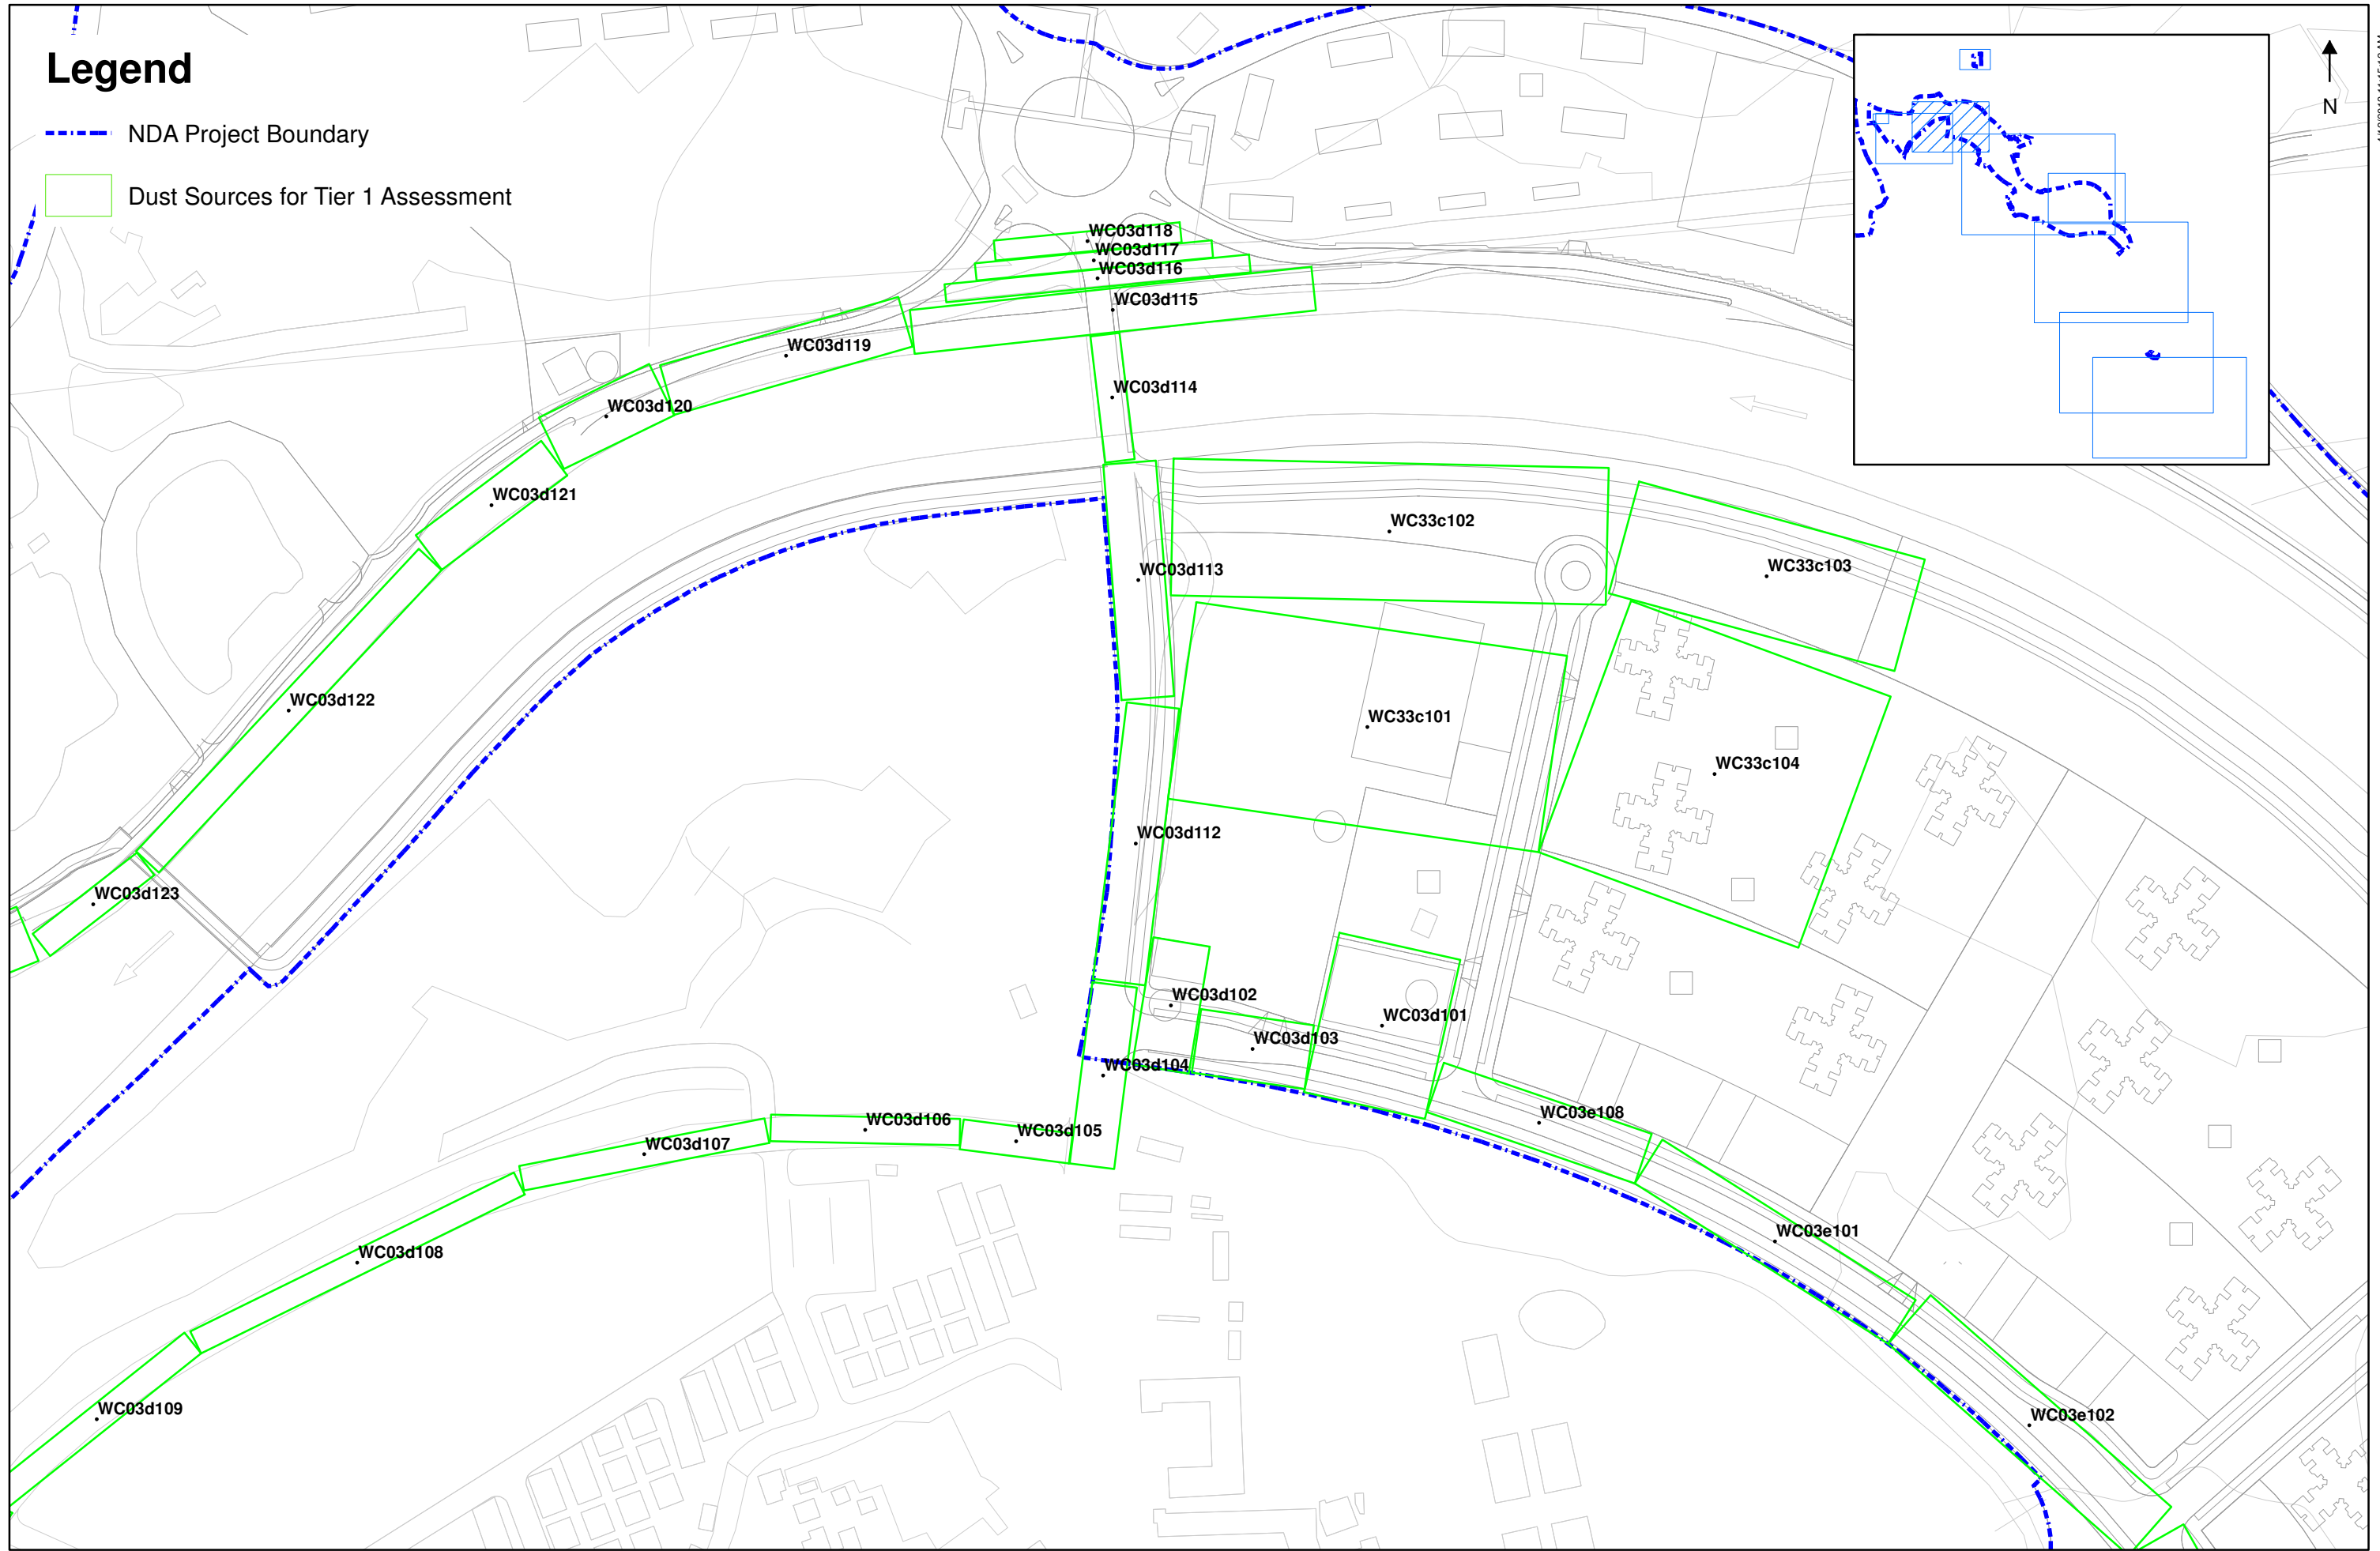 Legend
NDA Project Boundary
Dust Sources for Tier 1 Assessment
N
WC03d118
WC03d117
WC03d116
WC03d115
WC03d119
WC03d114
WC03d120
WC03d121
WC33c102
WC33c103
WC03d113
WC03d122
WC33c101
WC33c104
WC03d112
WC03d123
WC03d102
WC03d101
WC03d103
WC03d104
WC03e108
WC03d106
WC03d105
WC03d107
WC03e101
WC03d108
WC03d109
WC03e102